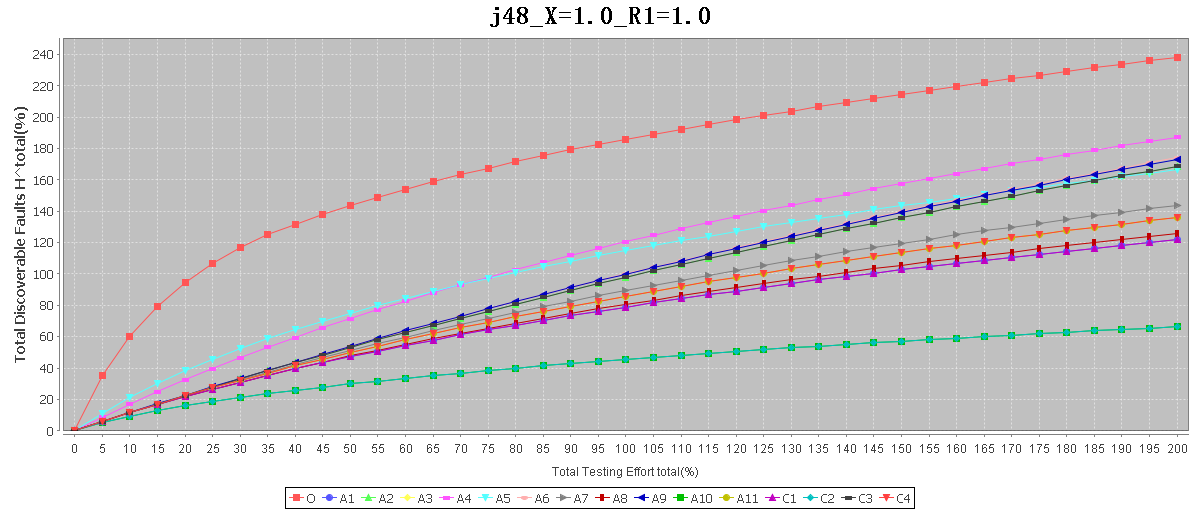 j48_X=1.0_R1=1.0
Total Discoverable Faults H^total(%)
240
220
200
180
160
140
120
100
80
60
40
20
0
0 5 10 15 20 25 30 35 40 45 50 55 60 65 70 75 80 85 90 95 100 105 110 115 120 125 130 135 140 145 150 155 160 165 170 175 180 185 190 195 200
Total Testing Effort total(%)
O A1 A2 A3 A4 A5 A6 A7 A8 A9 A10 A11 C1 C2 C3 C4